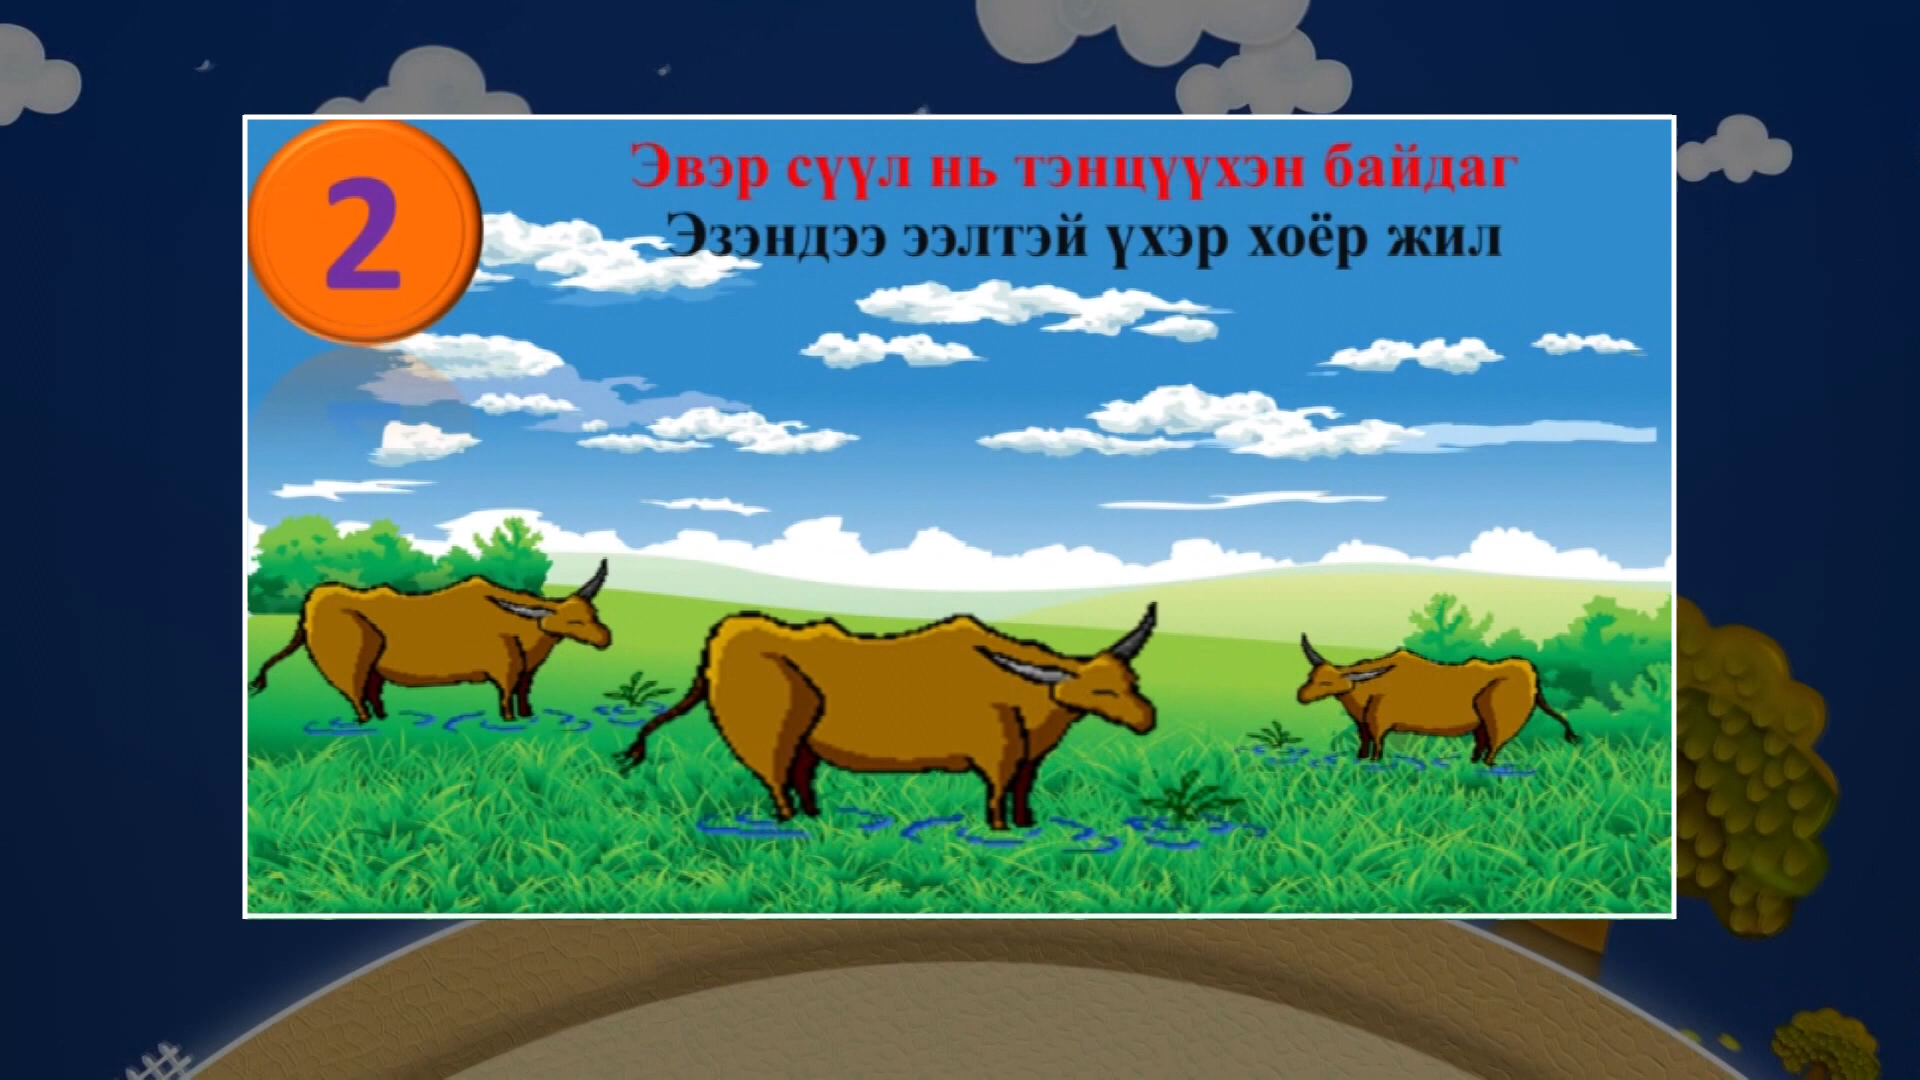 2
Эвэр сүүл нь тэнцүүхэн байдаг
Эзэндээ ээлтэй үхэр хоёр жил